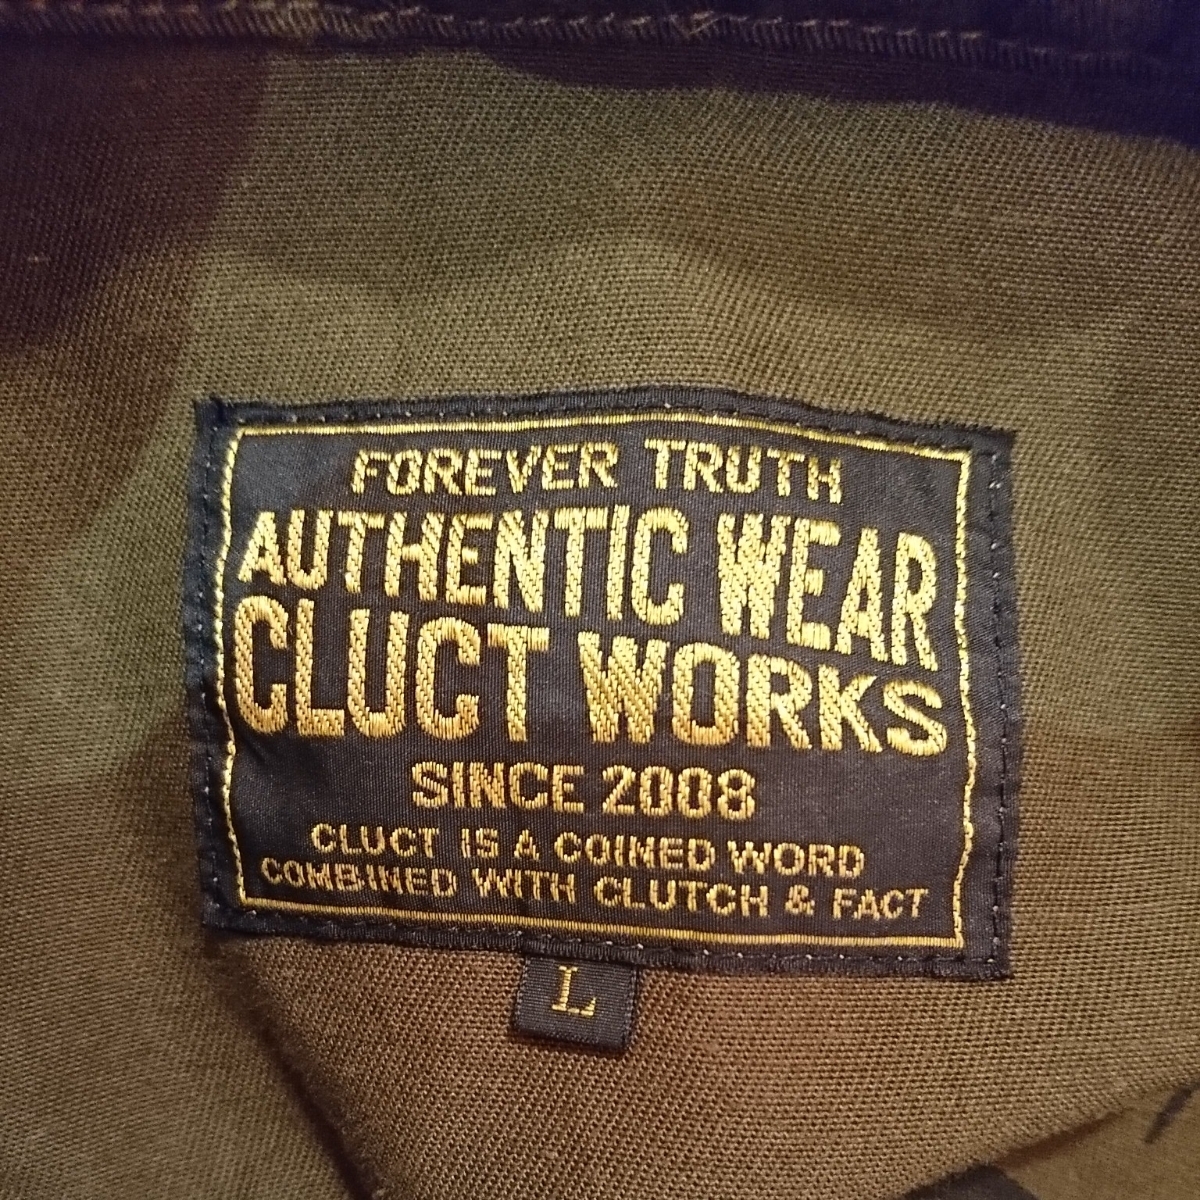 FOREVER TRUTH
AUTHENTIC WEAR
CLUCT WORKS
SINCE 2008
CLUCT IS A COINED WORD
COMBINED WITH CLUTCH & FACT
L